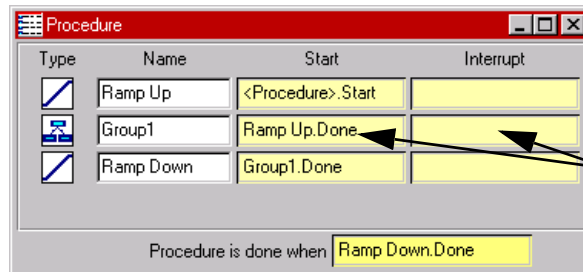 Procedure
Type Name Start Interrupt
Ramp Up <Procedure>.Start
Group1 Ramp Up.Done
Ramp Down Group1.Done
Procedure is done when Ramp Down.Done